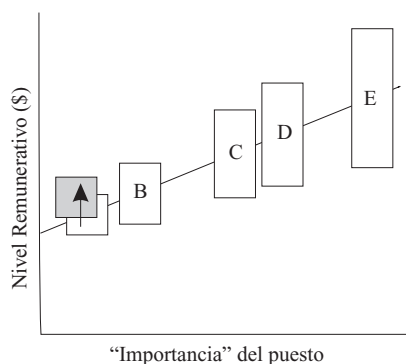 Nivel Remunerativo ($)
B
C
D
E
“Importancia” del puesto